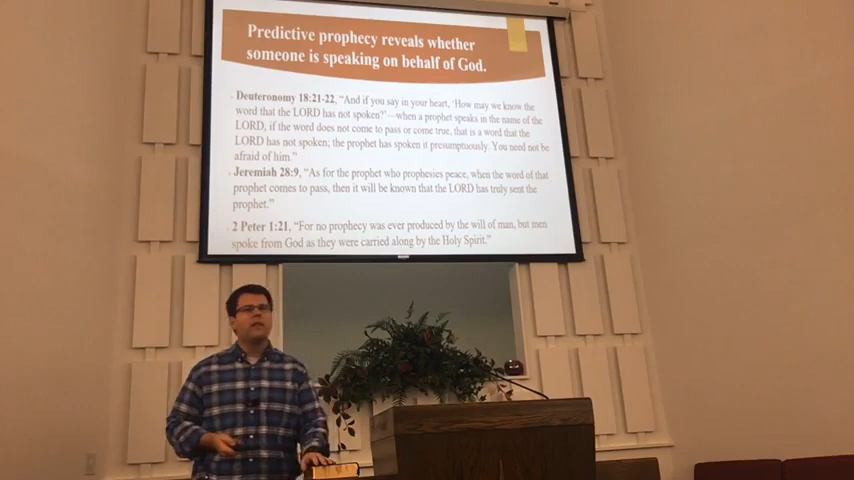 Predictive prophecy reveals whether
someone is speaking on behalf of God.
Deuteronomy 18:21-22, “And if you say in your heart, ‘How may we know the
word that the LORD has not spoken?’—when a prophet speaks in the name of the
LORD, if the word does not come to pass or come true, that is a word that the
LORD has not spoken; the prophet has spoken it presumptuously. You need not be
afraid of him.”
Jeremiah 28:9, “As for the prophet who prophesies peace, when the word of that
prophet comes to pass, then it will be known that the LORD has truly sent the
prophet.”
2 Peter 1:21, “For no prophecy was ever produced by the will of man, but men
spoke from God as they were carried along by the Holy Spirit.”